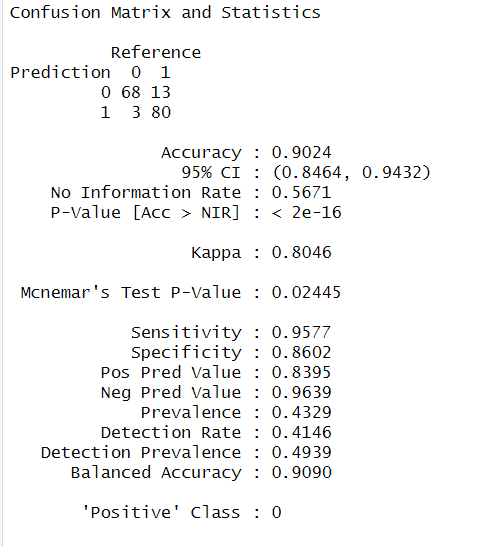 Confusion Matrix and Statistics
Reference
Prediction 0 1
0 68 13
1 3 80
Accuracy : 0.9024
95% CI : (0.8464, 0.9432)
No Information Rate : 0.5671
P-Value [Acc > NIR] : < 2e-16
Kappa : 0.8046
Mcnemar's Test P-Value : 0.02445
Sensitivity : 0.9577
Specificity : 0.8602
Pos Pred Value : 0.8395
Neg Pred Value : 0.9639
Prevalence : 0.4329
Detection Rate : 0.4146
Detection Prevalence : 0.4939
Balanced Accuracy : 0.9090
'Positive' Class : 0